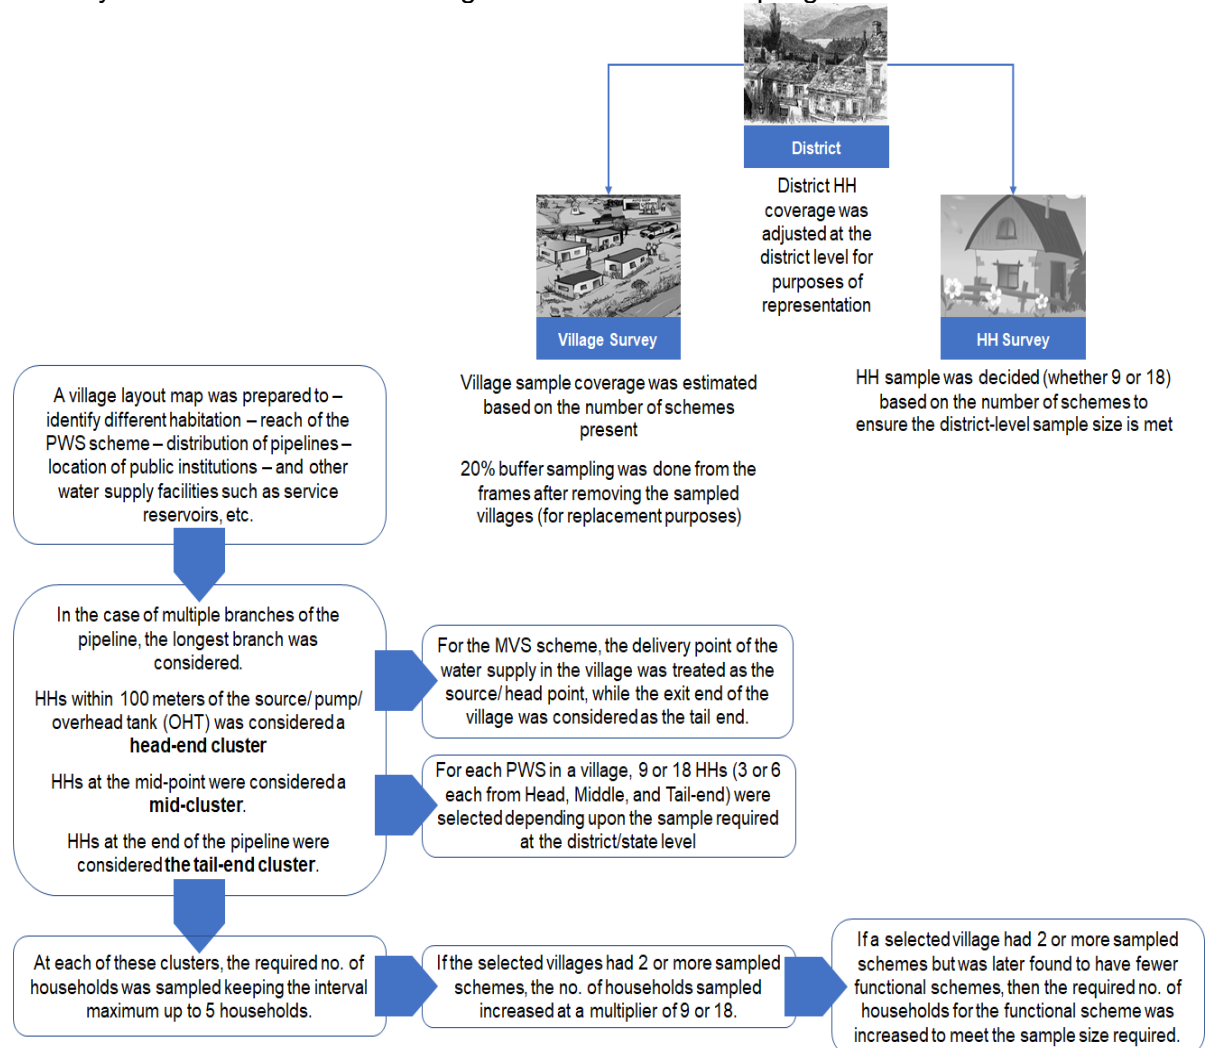 District
District HH
coverage was
adjusted at the
district level for
purposes of
representation
Village Survey
Village sample coverage was estimated
based on the number of schemes
present
20% buffer sampling was done from the
frames after removing the sampled
villages (for replacement purposes)
HH Survey
HH sample was decided (whether 9 or 18)
based on the number of schemes to
ensure the district-level sample size is met
A village layout map was prepared to –
identify different habitation – reach of the
PWS scheme – distribution of pipelines –
location of public institutions – and other
water supply facilities such as service
reservoirs, etc.
In the case of multiple branches of the
pipeline, the longest branch was
considered.
HHs within 100 meters of the source/ pump/
overhead tank (OHT) was considered a
head-end cluster
HHs at the mid-point were considered a
mid-cluster.
HHs at the end of the pipeline were
considered the tail-end cluster.
For the MVS scheme, the delivery point of the
water supply in the village was treated as the
source/ head point, while the exit end of the
village was considered as the tail end.
For each PWS in a village, 9 or 18 HHs (3 or 6
each from Head, Middle, and Tail-end) were
selected depending upon the sample required
at the district/state level
At each of these clusters, the required no. of
households was sampled keeping the interval
maximum up to 5 households.
If the selected villages had 2 or more sampled
schemes, the no. of households sampled
increased at a multiplier of 9 or 18.
If a selected village had 2 or more sampled
schemes but was later found to have fewer
functional schemes, then the required no. of
households for the functional scheme was
increased to meet the sample size required.